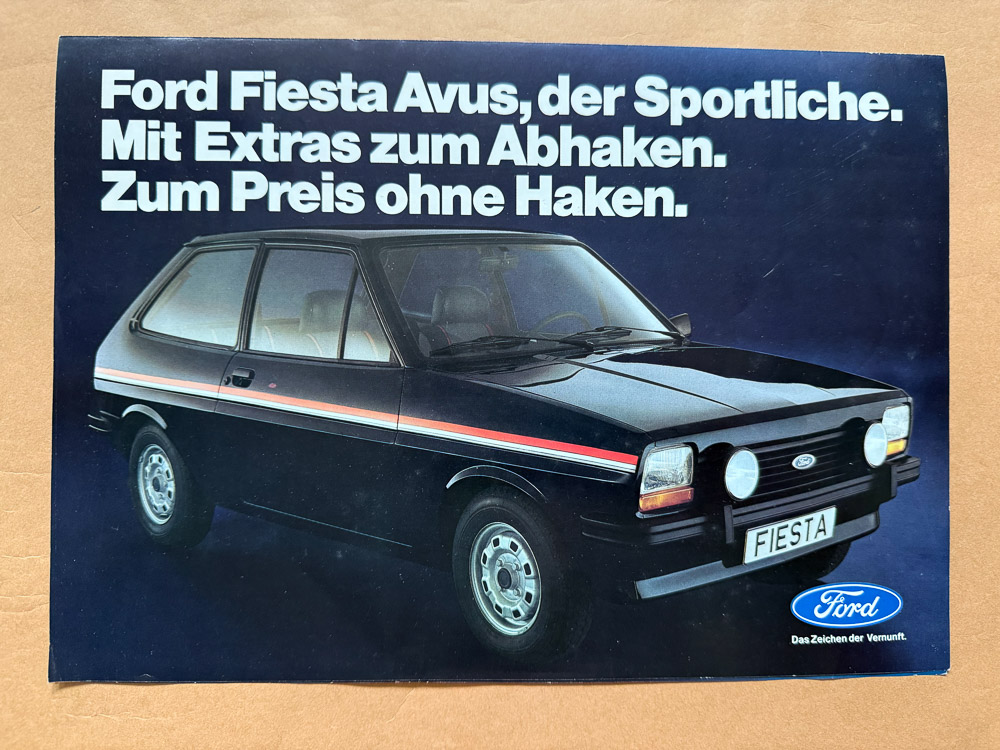 Ford Fiesta Avus, der Sportliche.
Mit Extras zum Abhaken.
Zum Preis ohne Haken.
Ford
FIESTA
Ford
Das Zeichen der Vernunft.